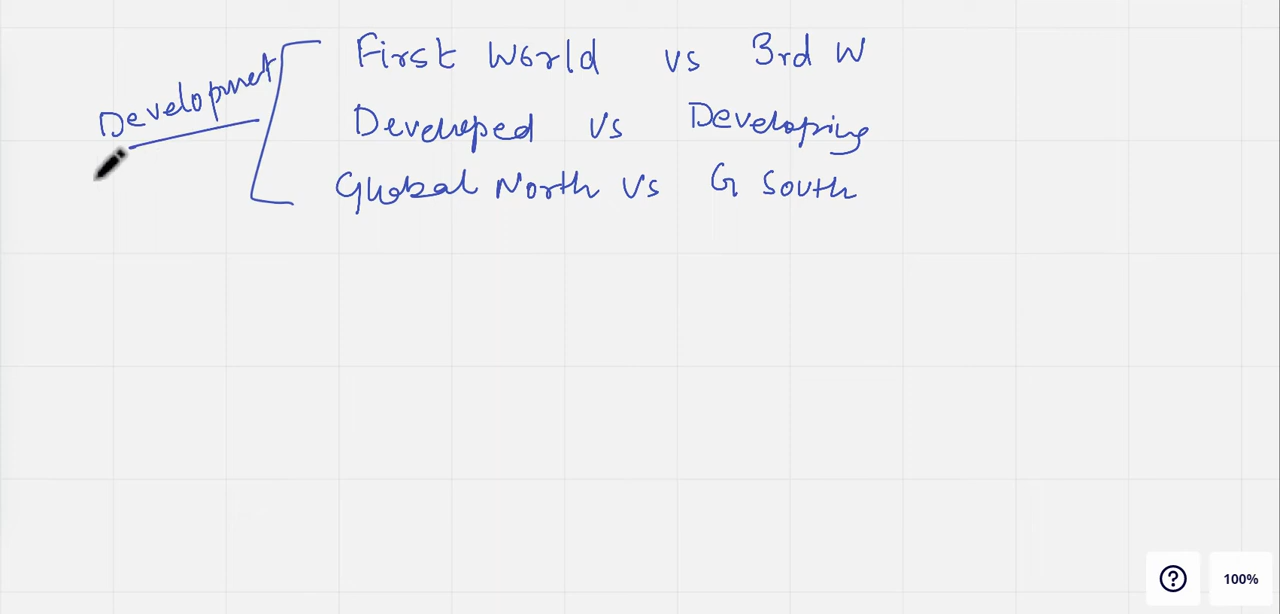 Development
First World vs 3rd W
Developed vs Developing
Global North vs G South
100%